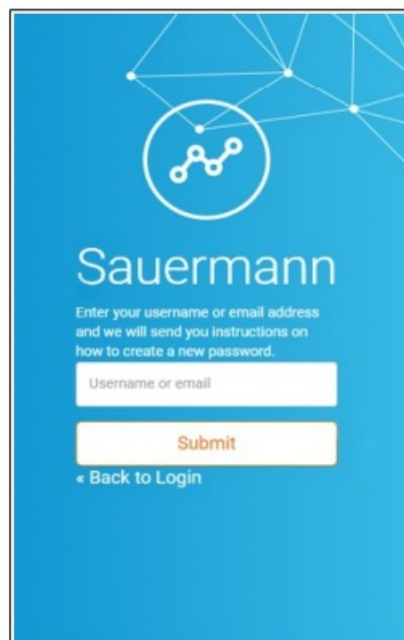 Sauermann
Enter your username or email address
and we will send you instructions on
how to create a new password.
Username or email
Submit
« Back to Login